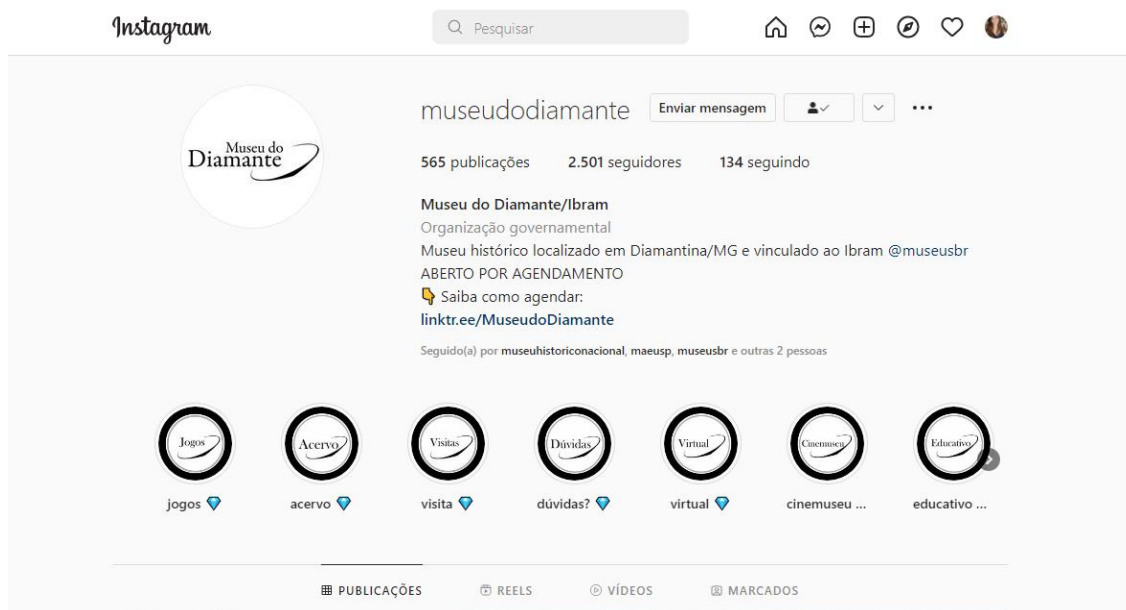 Instagram
Pesquisar
Museu do
Diamante
museudodiamante Enviar mensagem
565 publicações 2.501 seguidores 134 seguindo
Museu do Diamante/Ibram
Organização governamental
Museu histórico localizado em Diamantina/MG e vinculado ao Ibram @museusbr
ABERTO POR AGENDAMENTO
👇 Saiba como agendar:
linktr.ee/MuseudoDiamante
Seguido(a) por museuhistoriconacional, maeusp, museusbr e outras 2 pessoas
Jogos Acervo Visitas Dúvidas Virtual Cinemuseu Educativo
jogos 💎 acervo 💎 visita 💎 dúvidas? 💎 virtual 💎 cinemuseu ... educativo ...
PUBLICAÇÕES REELS VÍDEOS MARCADOS